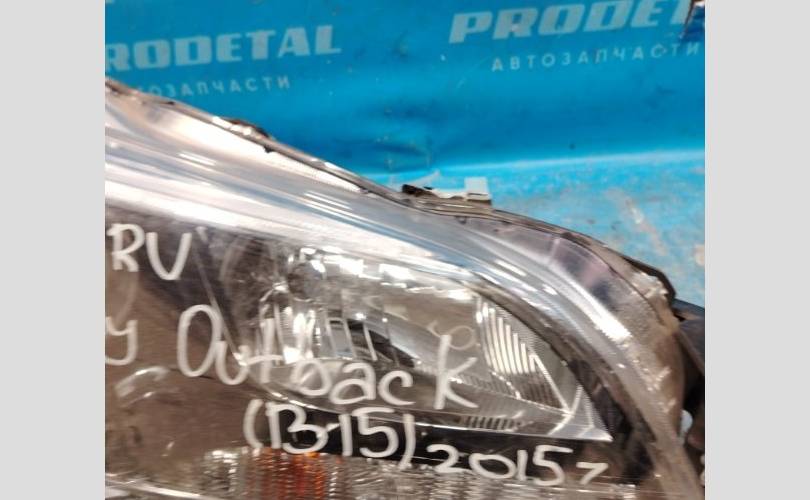 PRODETAL
АВТОЗАПЧАСТИ
PRODETAL
АВТОЗАПЧАСТИ
RU
y Outback
(B15) 2015>